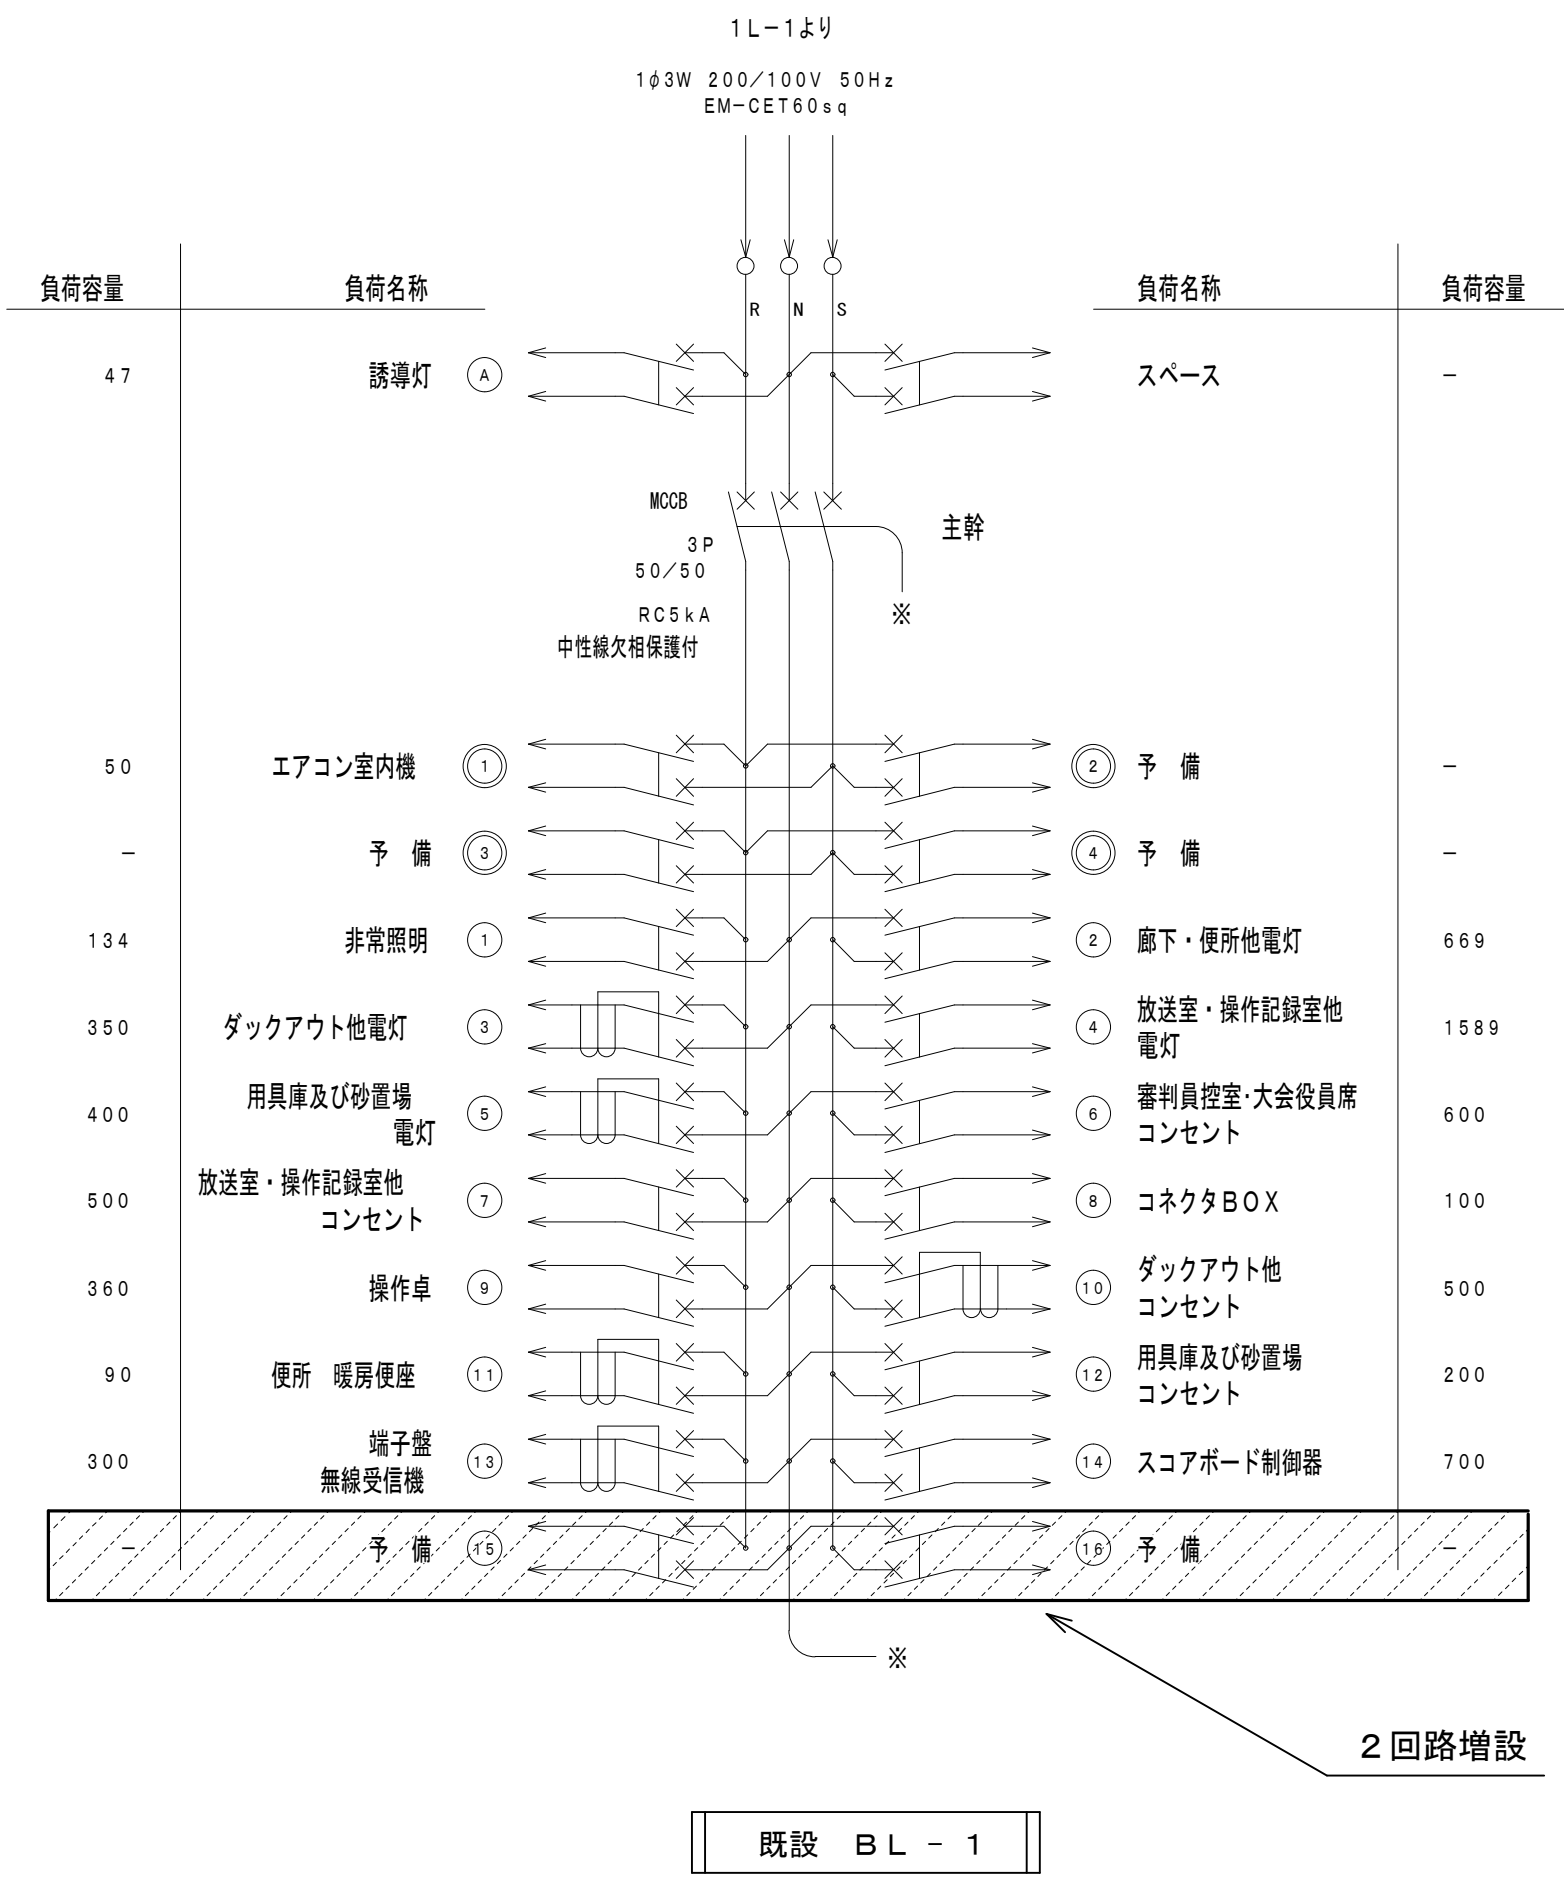 1L-1より
1φ3W 200/100V 50Hz
EM-CET60sq
負荷容量 負荷名称 負荷名称 負荷容量
R N S
47 誘導灯 A スペース -
MCCB
主幹
3P
50/50
RC5kA ※
中性線欠相保護付
50 エアコン室内機 1 2 予 備 -
- 予 備 3 4 予 備 -
134 非常照明 1 2 廊下・便所他電灯 669
350 ダックアウト他電灯 3 4 放送室・操作記録室他
電灯 1589
400 用具庫及び砂置場
電灯 5 6 審判員控室・大会役員席
コンセント 600
500 放送室・操作記録室他
コンセント 7 8 コネクタBOX 100
360 操作卓 9 10 ダックアウト他
コンセント 500
90 便所 暖房便座 11 12 用具庫及び砂置場
コンセント 200
300 端子盤
無線受信機 13 14 スコアボード制御器 700
- 予 備 15 16 予 備 -
※
2回路増設
既設 BL-1